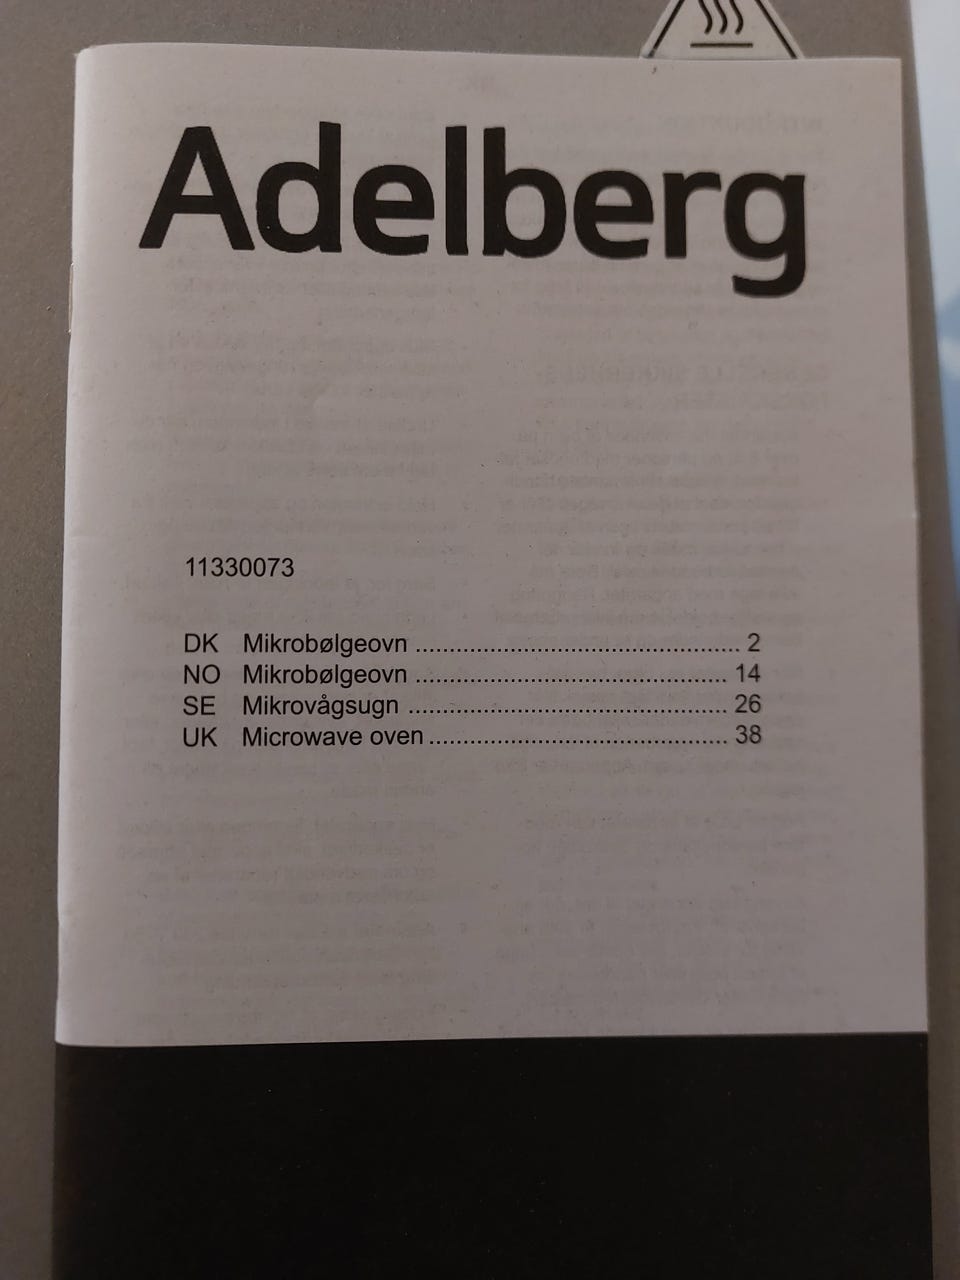 Adelberg
11330073
DK Mikrobølgeovn ................................................ 2
NO Mikrobølgeovn .............................................. 14
SE Mikrovågsugn ............................................... 26
UK Microwave oven ............................................ 38